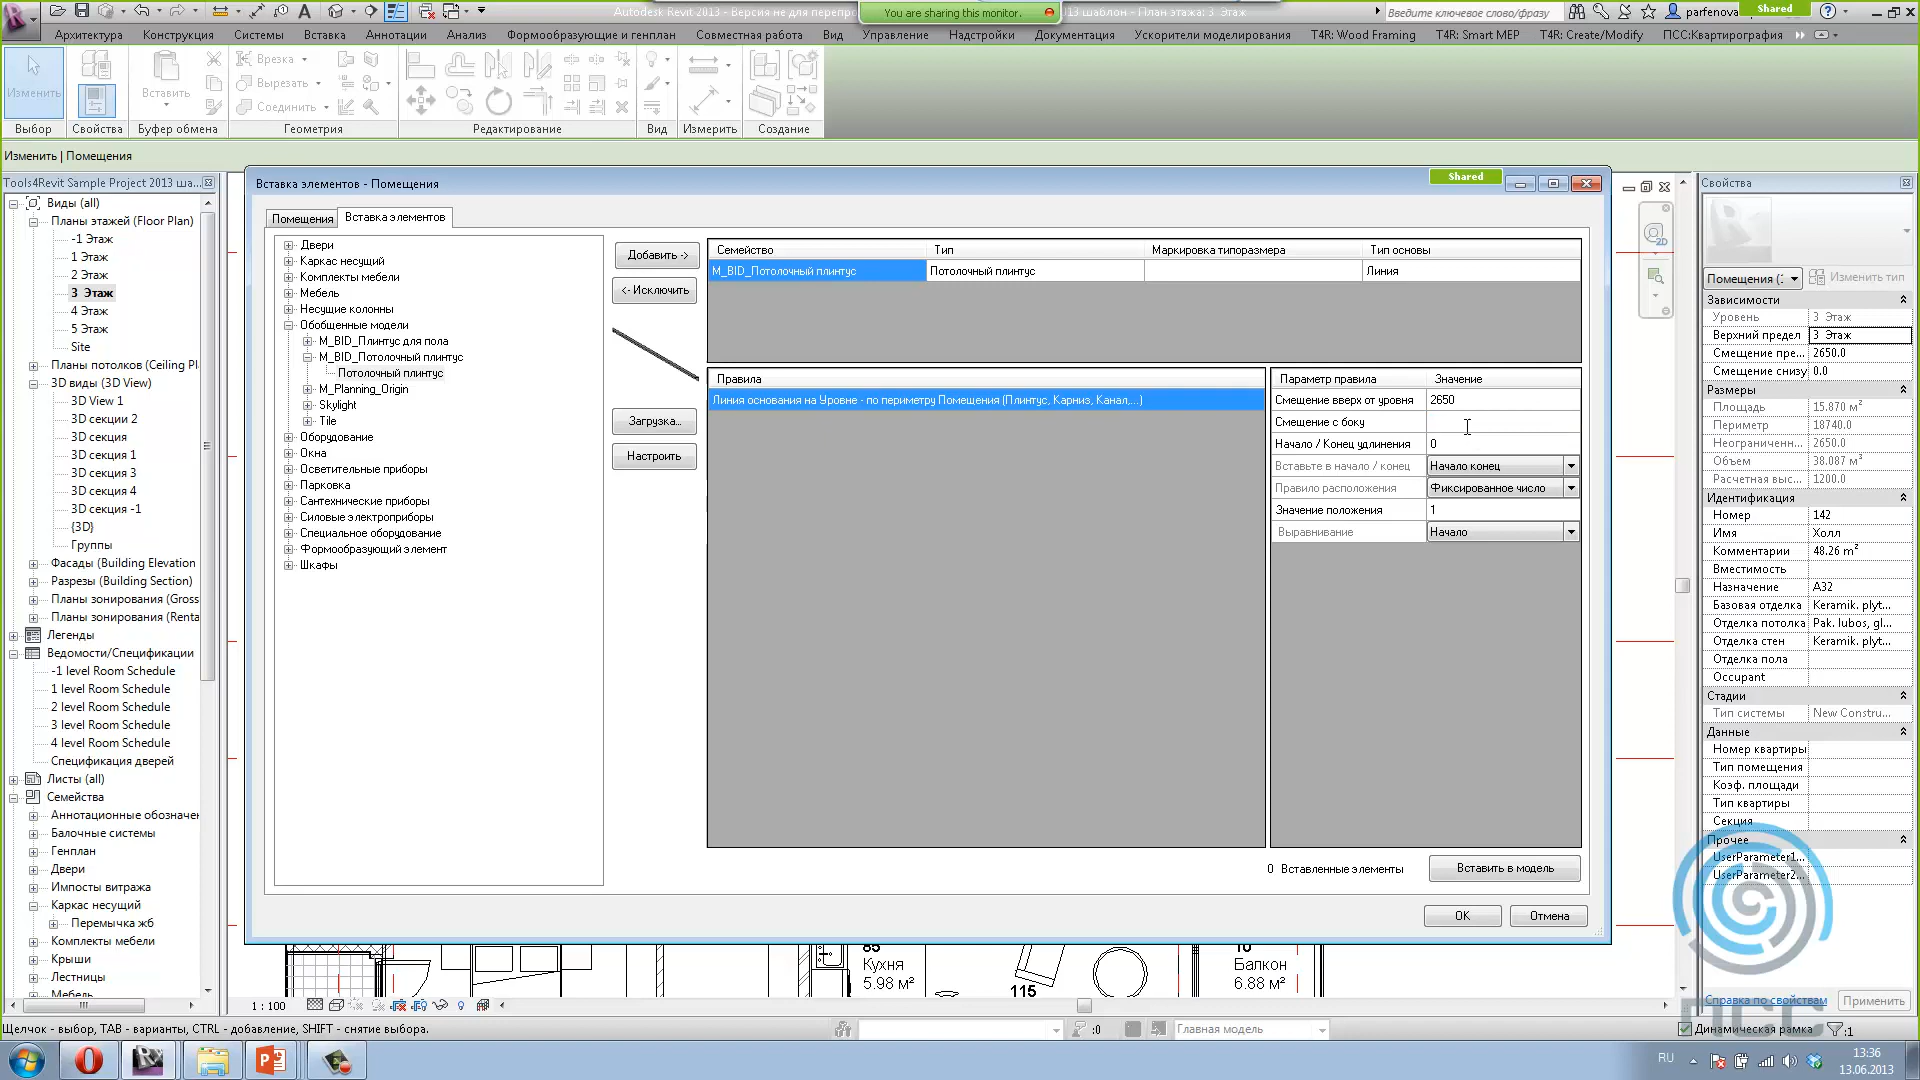 Autodesk Revit 2013 - Версия не для перепро
You are sharing this monitor.
13 шаблон - План этажа: 3 Этаж
Введите ключевое слово/фразу
parfenova
Shared
Архитектура
Конструкция
Системы
Вставка
Аннотации
Анализ
Формообразующие и генплан
Совместная работа
Вид
Управление
Надстройки
Документация
Ускорители моделирования
T4R: Wood Framing
T4R: Smart MEP
T4R: Create/Modify
ПСС:Квартирография
Изменить
Вставить
Врезка
Вырезать
Соединить
Выбор
Свойства
Буфер обмена
Геометрия
Редактирование
Вид
Измерить
Создание
Изменить | Помещения
Tools4Revit Sample Project 2013 ша...
Виды (all)
Планы этажей (Floor Plan)
-1 Этаж
1 Этаж
2 Этаж
3 Этаж
4 Этаж
5 Этаж
Site
Планы потолков (Ceiling Pl
3D виды (3D View)
3D View 1
3D секции 2
3D секция
3D секция 1
3D секция 3
3D секция 4
3D секция -1
{3D}
Группы
Фасады (Building Elevation
Разрезы (Building Section)
Планы зонирования (Gross
Планы зонирования (Renta
Легенды
Ведомости/Спецификации
-1 level Room Schedule
1 level Room Schedule
2 level Room Schedule
3 level Room Schedule
4 level Room Schedule
Спецификация дверей
Листы (all)
Семейства
Аннотационные обозначен
Балочные системы
Генплан
Двери
Импосты витража
Каркас несущий
Перемычка жб
Комплекты мебели
Крыши
Лестницы
Мебель
Вставка элементов - Помещения
Shared
Помещения
Вставка элементов
Двери
Каркас несущий
Комплекты мебели
Мебель
Несущие колонны
Обобщенные модели
M_BID_Плинтус для пола
M_BID_Потолочный плинтус
Потолочный плинтус
M_Planning_Origin
Skylight
Tile
Оборудование
Окна
Осветительные приборы
Парковка
Сантехнические приборы
Силовые электроприборы
Специальное оборудование
Формообразующий элемент
Шкафы
Добавить ->
<- Исключить
Загрузка...
Настроить
Семейство
Тип
Маркировка типоразмера
Тип основы
M_BID_Потолочный плинтус
Потолочный плинтус
Линия
Правила
Линия основания на Уровне - по периметру Помещения (Плинтус, Карниз, Канал,...)
Параметр правила
Значение
Смещение вверх от уровня
2650
Смещение с боку
Начало / Конец удлинения
0
Вставьте в начало / конец
Начало конец
Правило расположения
Фиксированное число
Значение положения
1
Выравнивание
Начало
0 Вставленные элементы
Вставить в модель
OK
Отмена
85
Кухня
5.98 м²
115
10
Балкон
6.88 м²
Свойства
Помещения (:
Изменить тип
Зависимости
Уровень
3 Этаж
Верхний предел
3 Этаж
Смещение пре...
2650.0
Смещение снизу
0.0
Размеры
Площадь
15.870 м²
Периметр
18740.0
Неограниченн...
2650.0
Объем
38.087 м³
Расчетная выс...
1200.0
Идентификация
Номер
142
Имя
Холл
Комментарии
48.26 m²
Вместимость
Назначение
A32
Базовая отделка
Keramik. plyt...
Отделка потолка
Pak. lubos, gl...
Отделка стен
Keramik. plyt...
Отделка пола
Occupant
Стадии
Тип системы
New Constru...
Данные
Номер квартиры
Тип помещения
Коэф. площади
Тип квартиры
Секция
Прочее
UserParameter1...
UserParameter2...
Справка по свойствам
Применить
ПСС
1 : 100
Щелчок - выбор, TAB - варианты, CTRL - добавление, SHIFT - снятие выбора.
:0
Главная модель
Динамическая рамка
:1
RU
13:36
13.06.2013